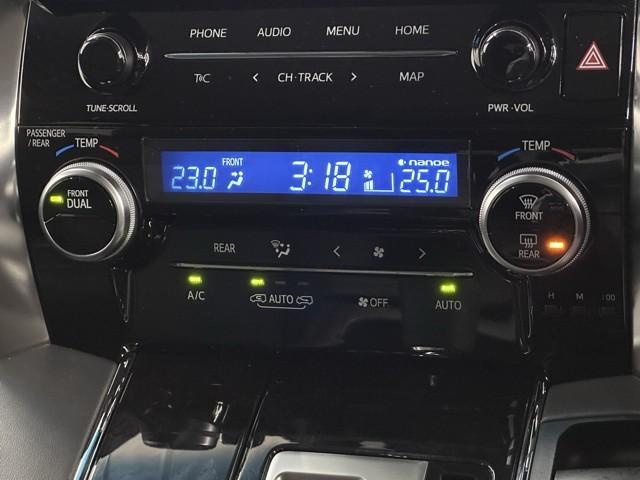 PHONE AUDIO MENU HOME
T@C < CH·TRACK > MAP
TUNE·SCROLL PWR·VOL
PASSENGER
/REAR
TEMP TEMP
FRONT nanoe
23.0 3:18 25.0
FRONT
DUAL
FRONT
REAR
REAR < >
A/C AUTO OFF AUTO
H M :00